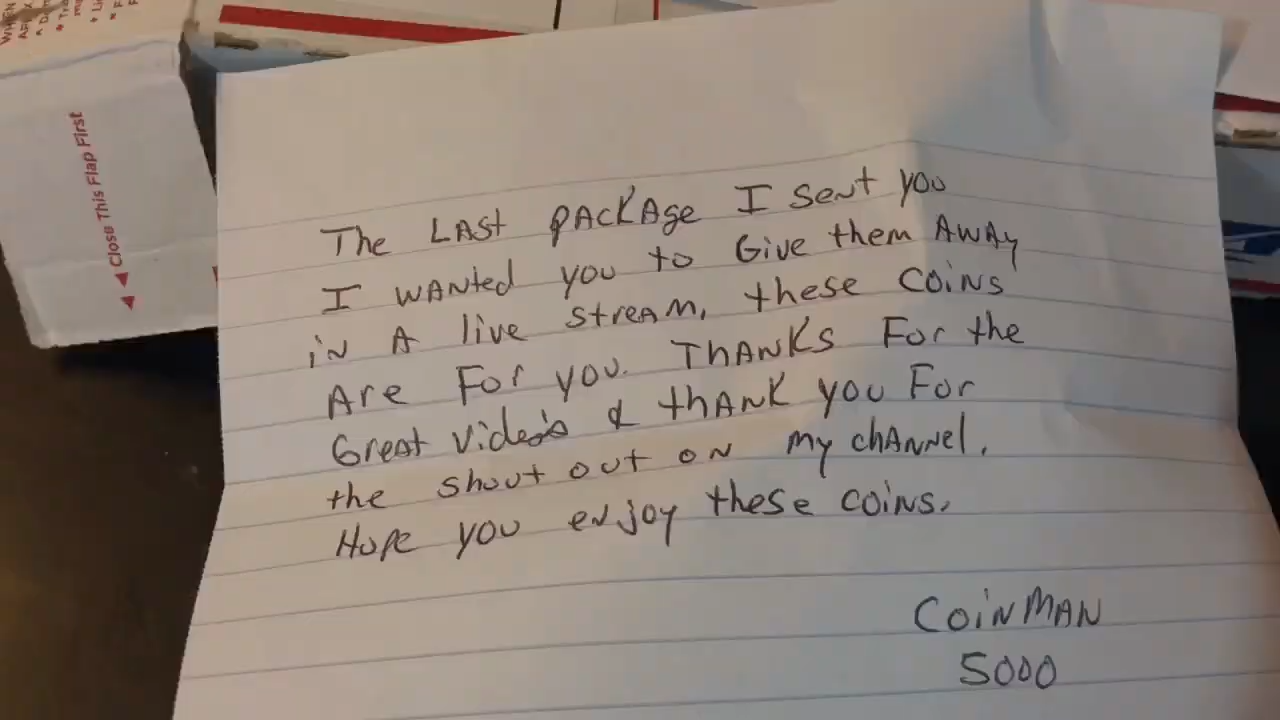 Close This Flap First
The LAST PACKAge I sent you
I wanted you to Give them AWAy
in A live stream, these coins
Are For you. THANKS For the
Great video's & thANK you For
the shout out on my chANNel.
Hope you enjoy these coins.
COiNMAN
5000